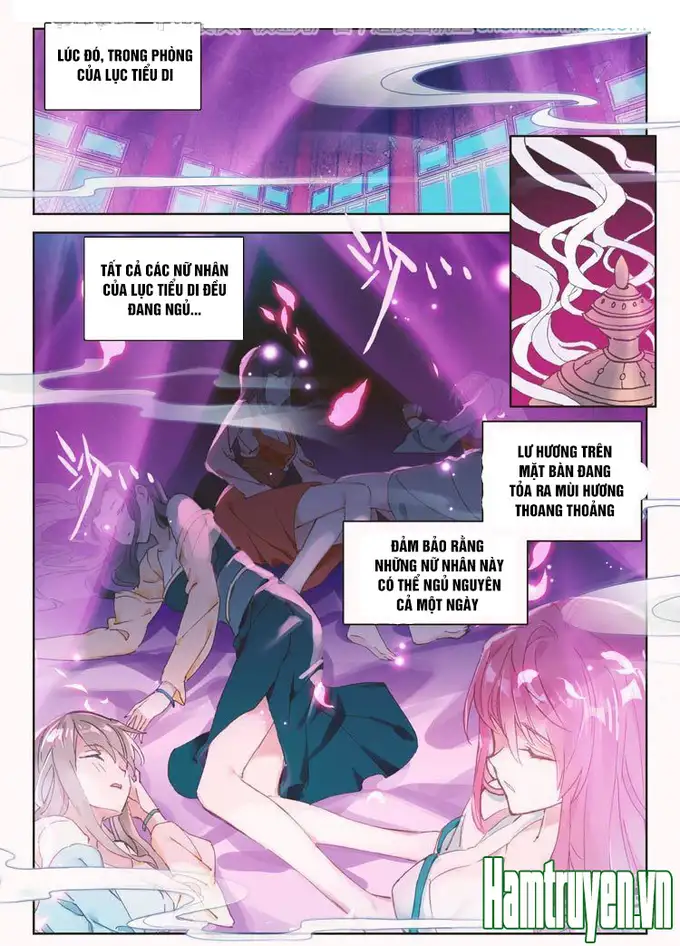 LÚC ĐÓ, TRONG PHÒNG
CỦA LỤC TIỂU DI
TẤT CẢ CÁC NỮ NHÂN
CỦA LỤC TIỂU DI ĐỀU
ĐANG NGỦ...
沙
沙
LƯ HƯƠNG TRÊN
MẶT BÀN ĐANG
TỎA RA MÙI HƯƠNG
THOANG THOẢNG
ĐẢM BẢO RẰNG
NHỮNG NỮ NHÂN NÀY
CÓ THỂ NGỦ NGUYÊN
CẢ MỘT NGÀY
Hamtruyen.vn